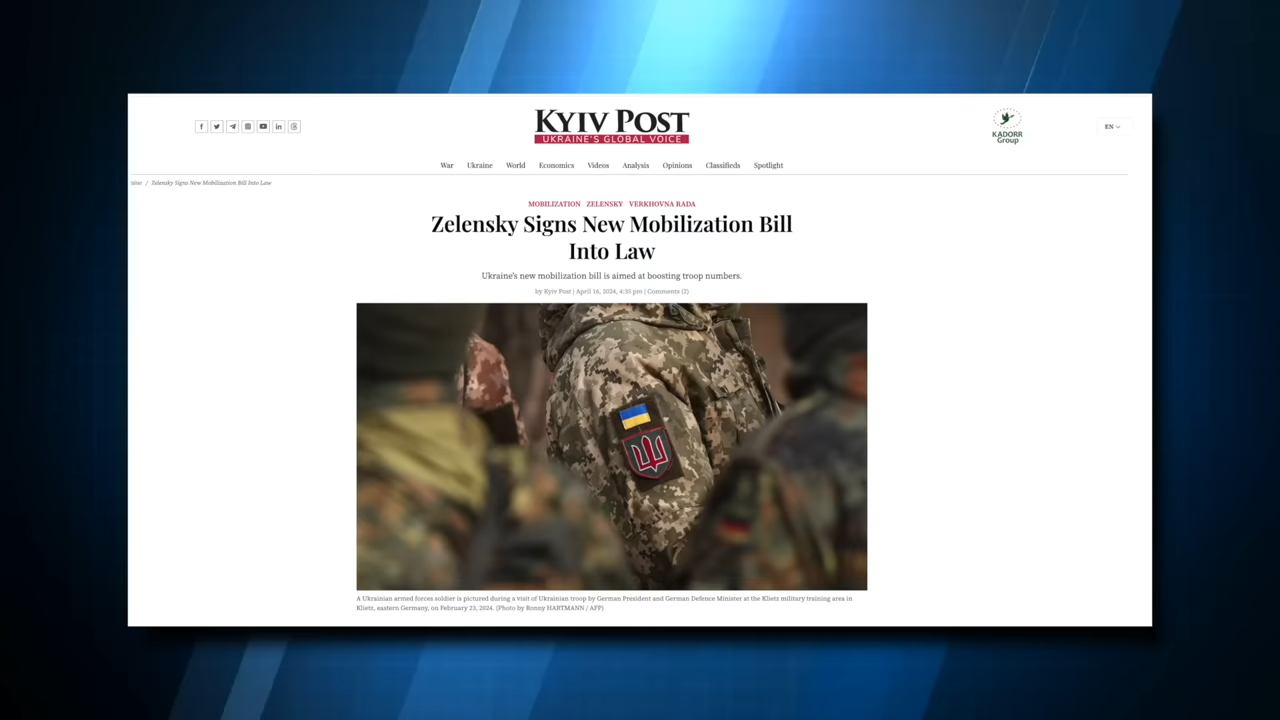 KYIV POST
UKRAINE'S GLOBAL VOICE
KADORR
Group
EN
War Ukraine World Economics Videos Analysis Opinions Classifieds Spotlight
/ Zelensky Signs New Mobilization Bill Into Law
MOBILIZATION ZELENSKY VERKHOVNA RADA
Zelensky Signs New Mobilization Bill
Into Law
Ukraine's new mobilization bill is aimed at boosting troop numbers.
by Kyiv Post | April 16, 2024, 4:35 pm | Comments (2)
A Ukrainian armed forces soldier is pictured during a visit of Ukrainian troop by German President and German Defence Minister at the Klietz military training area in
Klietz, eastern Germany, on February 23, 2024. (Photo by Ronny HARTMANN / AFP)